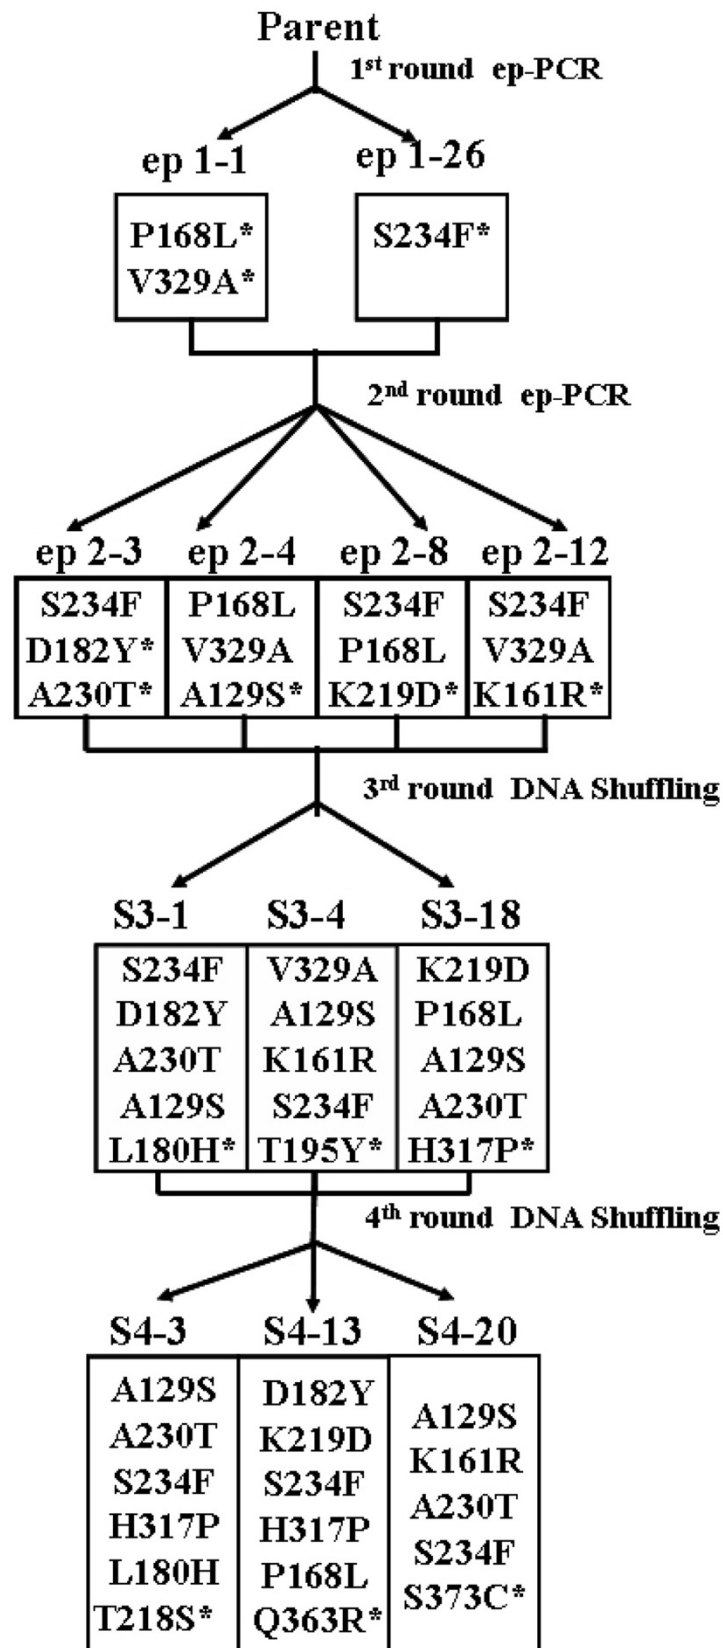 Parent
1st round ep-PCR
ep 1-1
ep 1-26
P168L*
V329A*
S234F*
2nd round ep-PCR
ep 2-3
ep 2-4
ep 2-8
ep 2-12
S234F
D182Y*
A230T*
P168L
V329A
A129S*
S234F
P168L
K219D*
S234F
V329A
K161R*
3rd round DNA Shuffling
S3-1
S3-4
S3-18
S234F
D182Y
A230T
A129S
L180H*
V329A
A129S
K161R
S234F
T195Y*
K219D
P168L
A129S
A230T
H317P*
4th round DNA Shuffling
S4-3
S4-13
S4-20
A129S
A230T
S234F
H317P
L180H
T218S*
D182Y
K219D
S234F
H317P
P168L
Q363R*
A129S
K161R
A230T
S234F
S373C*